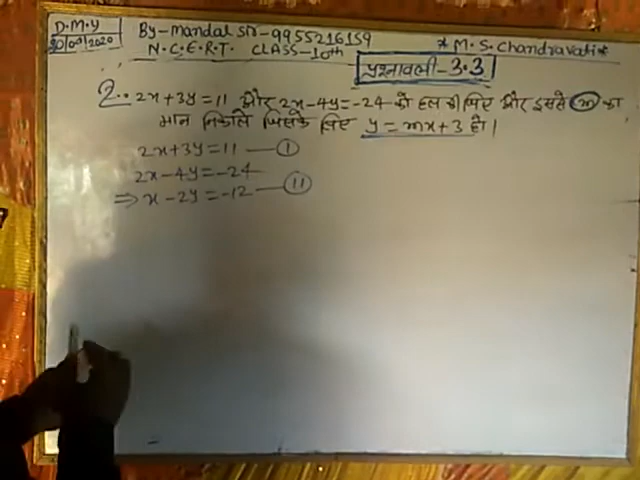 D.M.Y
By-Mandal Sir-9955216159
20/09/2020
N.C.E.R.T. CLASS-10th
* M.S. Chandravati *
प्रश्नावली-3.3
2.. 2x+3y=11 और 2x-4y=-24 को हल कीजिए और इससे m का
मान निकालें जिसके लिए y=mx+3 हो।
2x+3y=11 — I
2x-4y=-24
⇒ x-2y=-12 — II